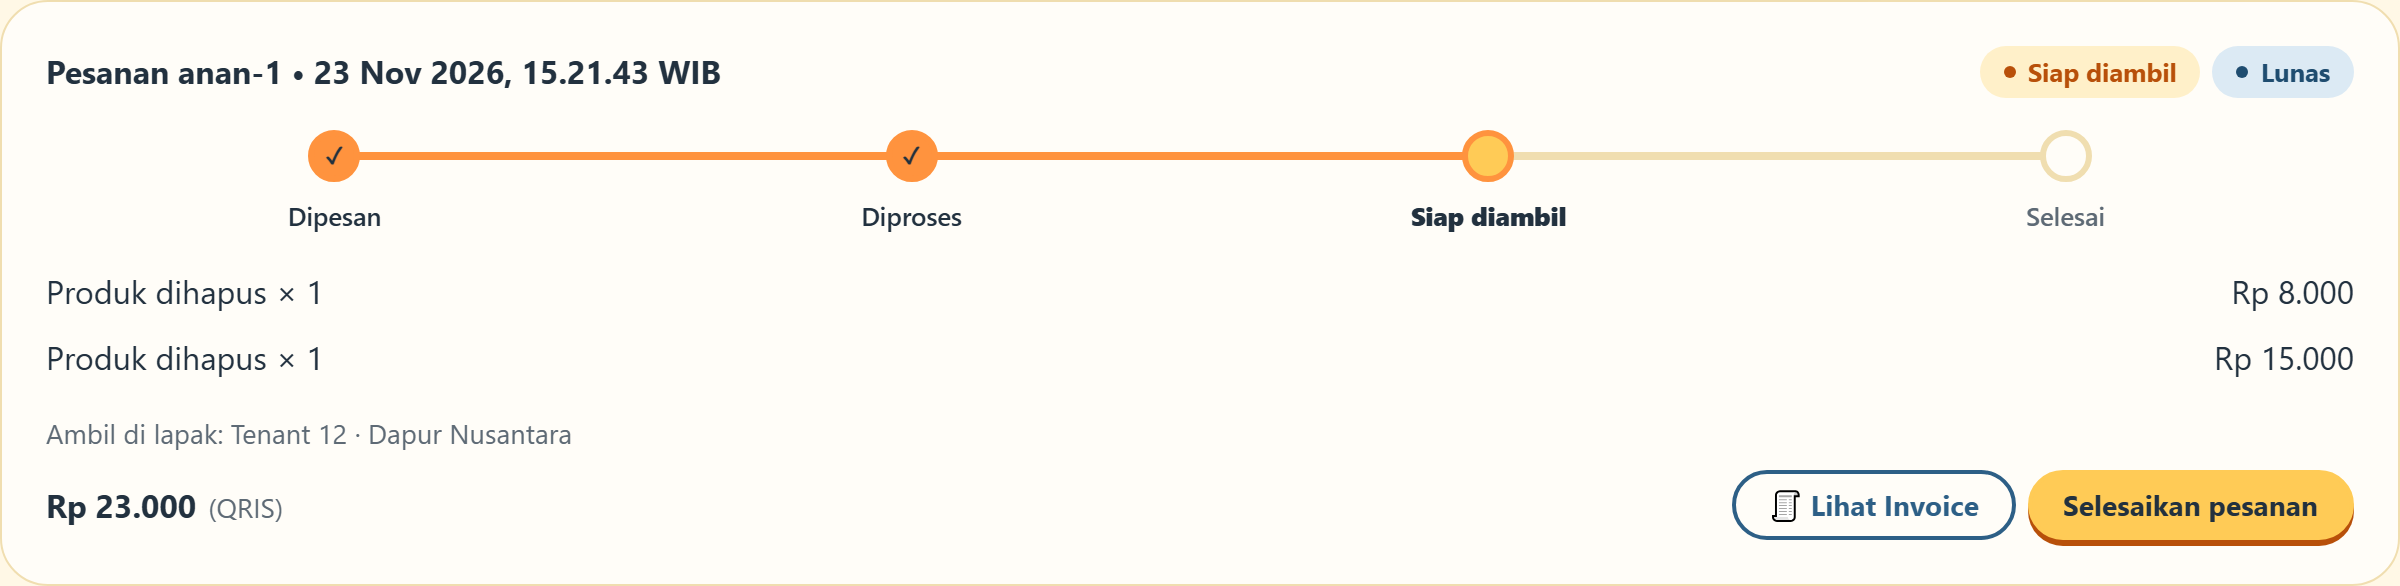 Pesanan anan-1 • 23 Nov 2026, 15.21.43 WIB
• Siap diambil
• Lunas
Dipesan
Diproses
Siap diambil
Selesai
Produk dihapus × 1
Rp 8.000
Produk dihapus × 1
Rp 15.000
Ambil di lapak: Tenant 12 · Dapur Nusantara
Rp 23.000 (QRIS)
Lihat Invoice
Selesaikan pesanan